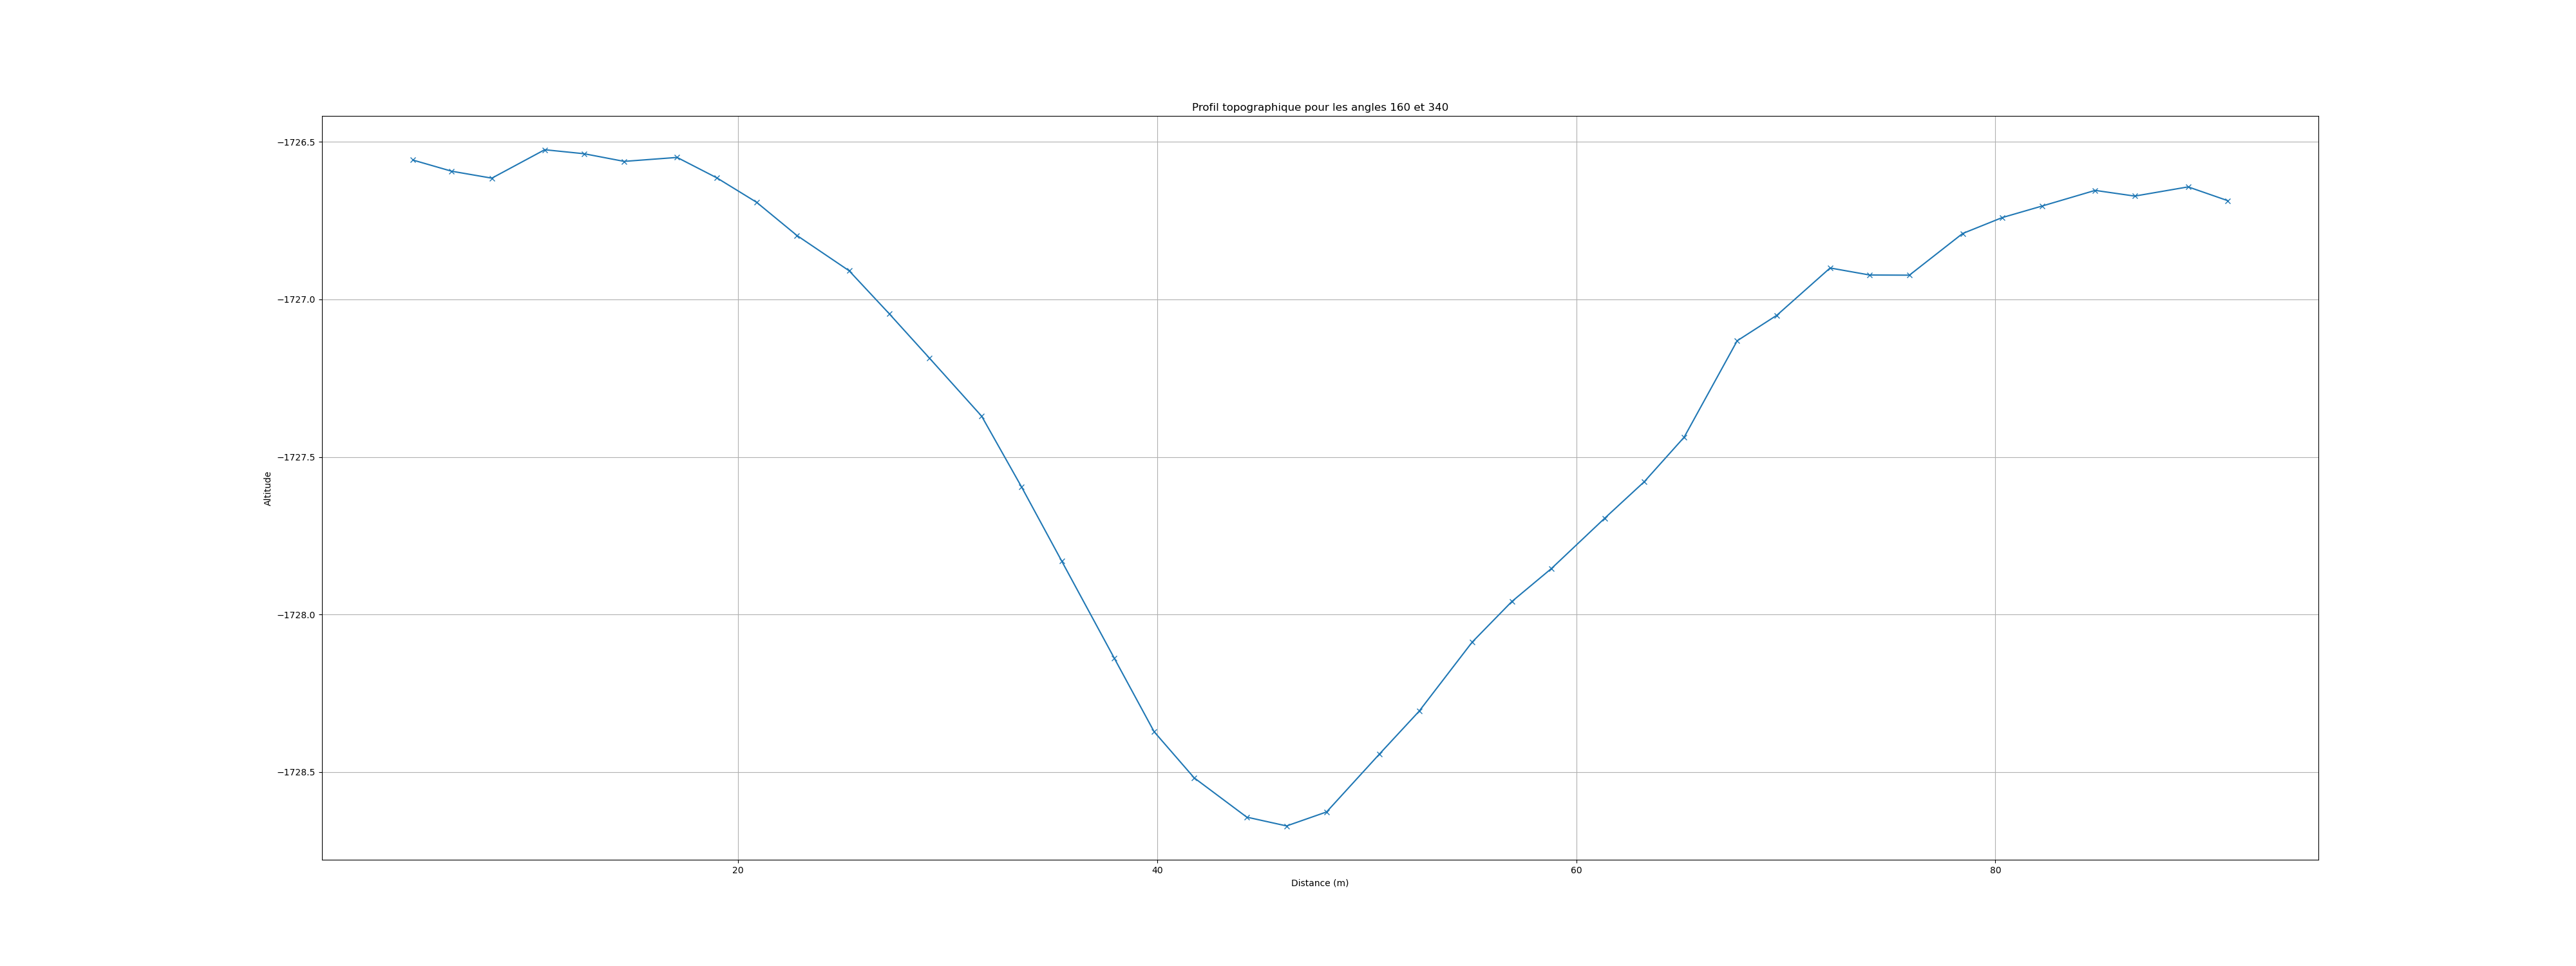 Profil topographique pour les angles 160 et 340
−1726.5
−1727.0
−1727.5
−1728.0
−1728.5
Altitude
20 40 60 80
Distance (m)